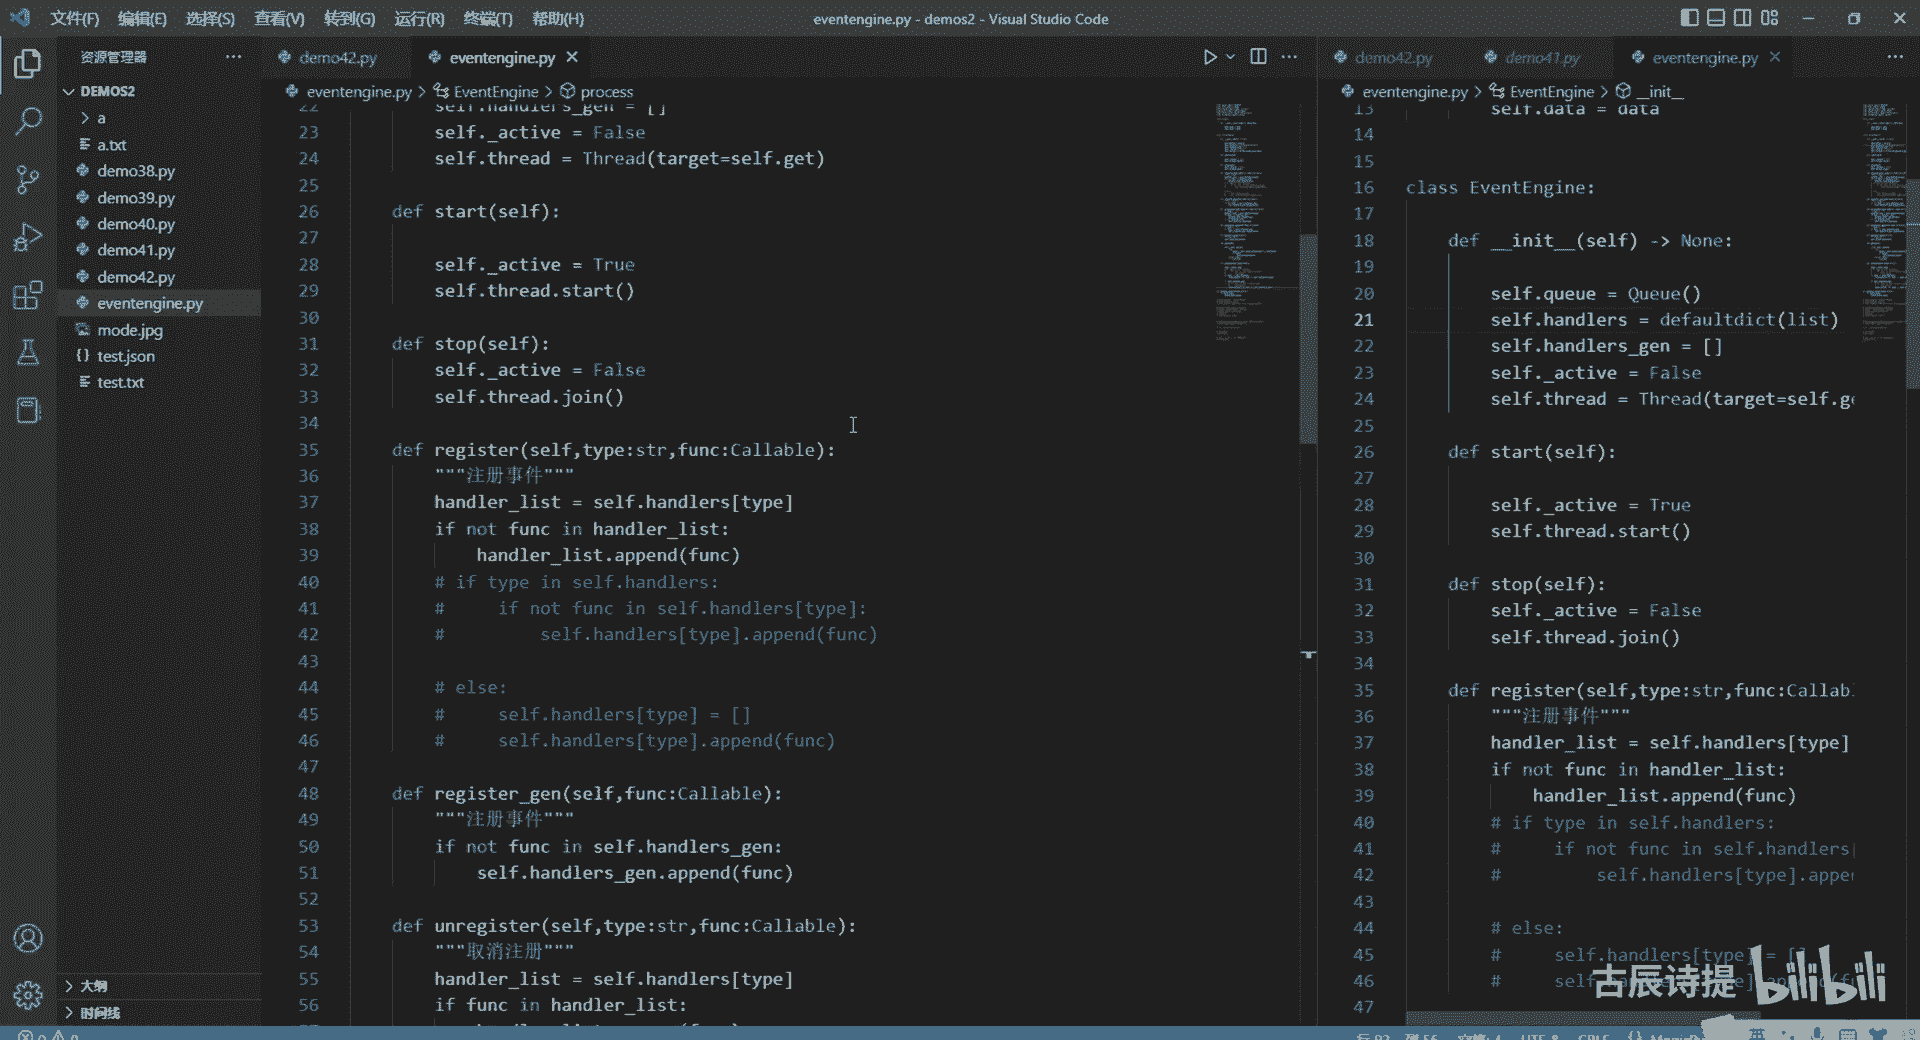 文件(F) 编辑(E) 选择(S) 查看(V) 转到(G) 运行(R) 终端(T) 帮助(H)
eventengine.py - demos2 - Visual Studio Code
资源管理器
DEMOS2
a
a.txt
demo38.py
demo39.py
demo40.py
demo41.py
demo42.py
eventengine.py
mode.jpg
test.json
test.txt
大纲
时间线
demo42.py
eventengine.py
eventengine.py > EventEngine > process
22 self.handlers_gen = []
23 self._active = False
24 self.thread = Thread(target=self.get)
25
26 def start(self):
27
28 self._active = True
29 self.thread.start()
30
31 def stop(self):
32 self._active = False
33 self.thread.join()
34
35 def register(self,type:str,func:Callable):
36 """注册事件"""
37 handler_list = self.handlers[type]
38 if not func in handler_list:
39 handler_list.append(func)
40 # if type in self.handlers:
41 # if not func in self.handlers[type]:
42 # self.handlers[type].append(func)
43
44 # else:
45 # self.handlers[type] = []
46 # self.handlers[type].append(func)
47
48 def register_gen(self,func:Callable):
49 """注册事件"""
50 if not func in self.handlers_gen:
51 self.handlers_gen.append(func)
52
53 def unregister(self,type:str,func:Callable):
54 """取消注册"""
55 handler_list = self.handlers[type]
56 if func in handler_list:
demo42.py
demo41.py
eventengine.py
eventengine.py > EventEngine > __init__
13 self.data = data
14
15
16 class EventEngine:
17
18 def __init__(self) -> None:
19
20 self.queue = Queue()
21 self.handlers = defaultdict(list)
22 self.handlers_gen = []
23 self._active = False
24 self.thread = Thread(target=self.ge
25
26 def start(self):
27
28 self._active = True
29 self.thread.start()
30
31 def stop(self):
32 self._active = False
33 self.thread.join()
34
35 def register(self,type:str,func:Callab
36 """注册事件"""
37 handler_list = self.handlers[type]
38 if not func in handler_list:
39 handler_list.append(func)
40 # if type in self.handlers:
41 # if not func in self.handlers[
42 # self.handlers[type].appe
43
44 # else:
45 # self.handlers[type] = [
46 # self
47
古辰诗提 bilibili
英